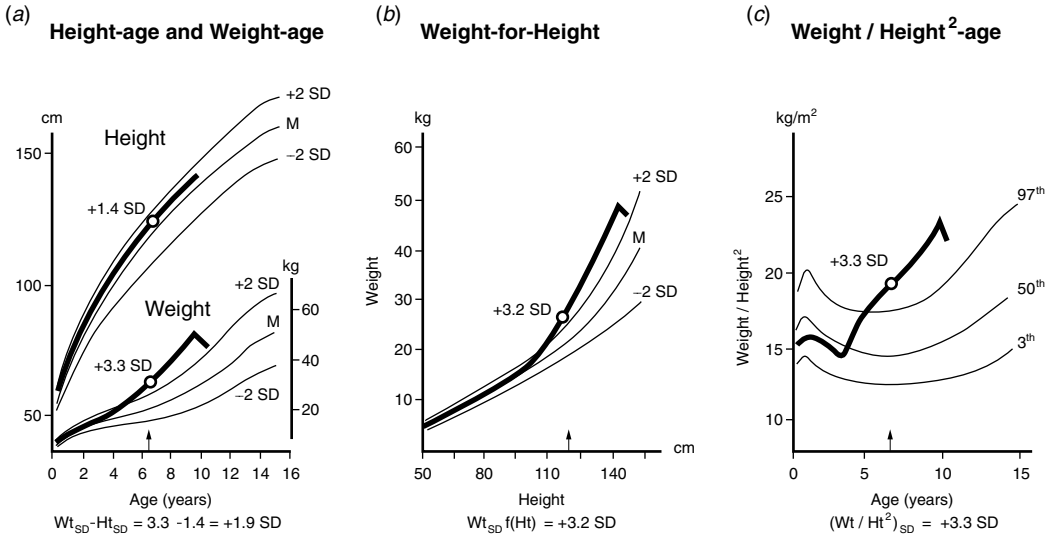 (a)
Height-age and Weight-age
cm
150
100
50
Height
+2 SD
M
–2 SD
+1.4 SD
kg
60
40
20
Weight
+2 SD
M
–2 SD
+3.3 SD
0 2 4 6 8 10 12 14 16
Age (years)
Wt_SD-Ht_SD = 3.3 -1.4 = +1.9 SD
(b)
Weight-for-Height
kg
60
50
40
30
20
10
Weight
+2 SD
M
–2 SD
+3.2 SD
50 80 110 140
cm
Height
Wt_SD f(Ht) = +3.2 SD
(c)
Weight / Height²-age
kg/m²
25
20
15
10
Weight / Height²
97th
50th
3th
+3.3 SD
0 5 10 15
Age (years)
(Wt / Ht²)_SD = +3.3 SD